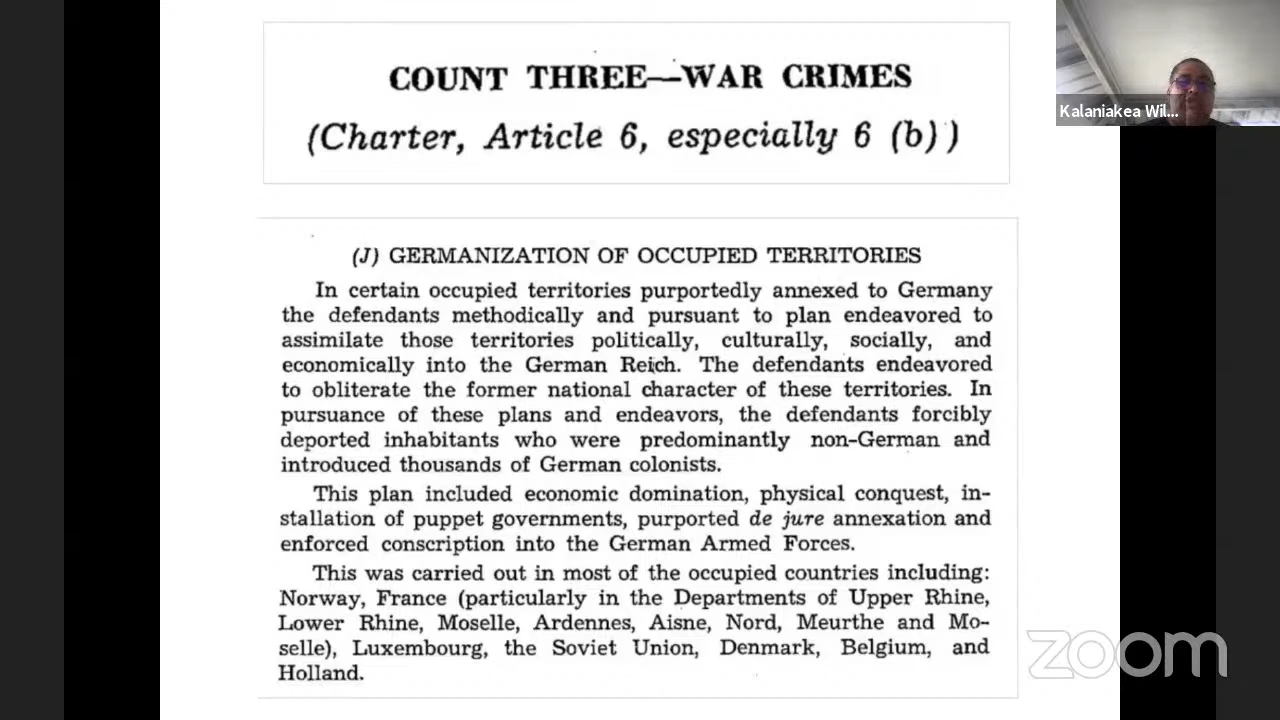 COUNT THREE—WAR CRIMES
(Charter, Article 6, especially 6 (b))
Kalaniakea Wil...
(J) GERMANIZATION OF OCCUPIED TERRITORIES
In certain occupied territories purportedly annexed to Germany
the defendants methodically and pursuant to plan endeavored to
assimilate those territories politically, culturally, socially, and
economically into the German Reich. The defendants endeavored
to obliterate the former national character of these territories. In
pursuance of these plans and endeavors, the defendants forcibly
deported inhabitants who were predominantly non-German and
introduced thousands of German colonists.
This plan included economic domination, physical conquest, in-
stallation of puppet governments, purported de jure annexation and
enforced conscription into the German Armed Forces.
This was carried out in most of the occupied countries including:
Norway, France (particularly in the Departments of Upper Rhine,
Lower Rhine, Moselle, Ardennes, Aisne, Nord, Meurthe and Mo-
selle), Luxembourg, the Soviet Union, Denmark, Belgium, and
Holland.
zoom